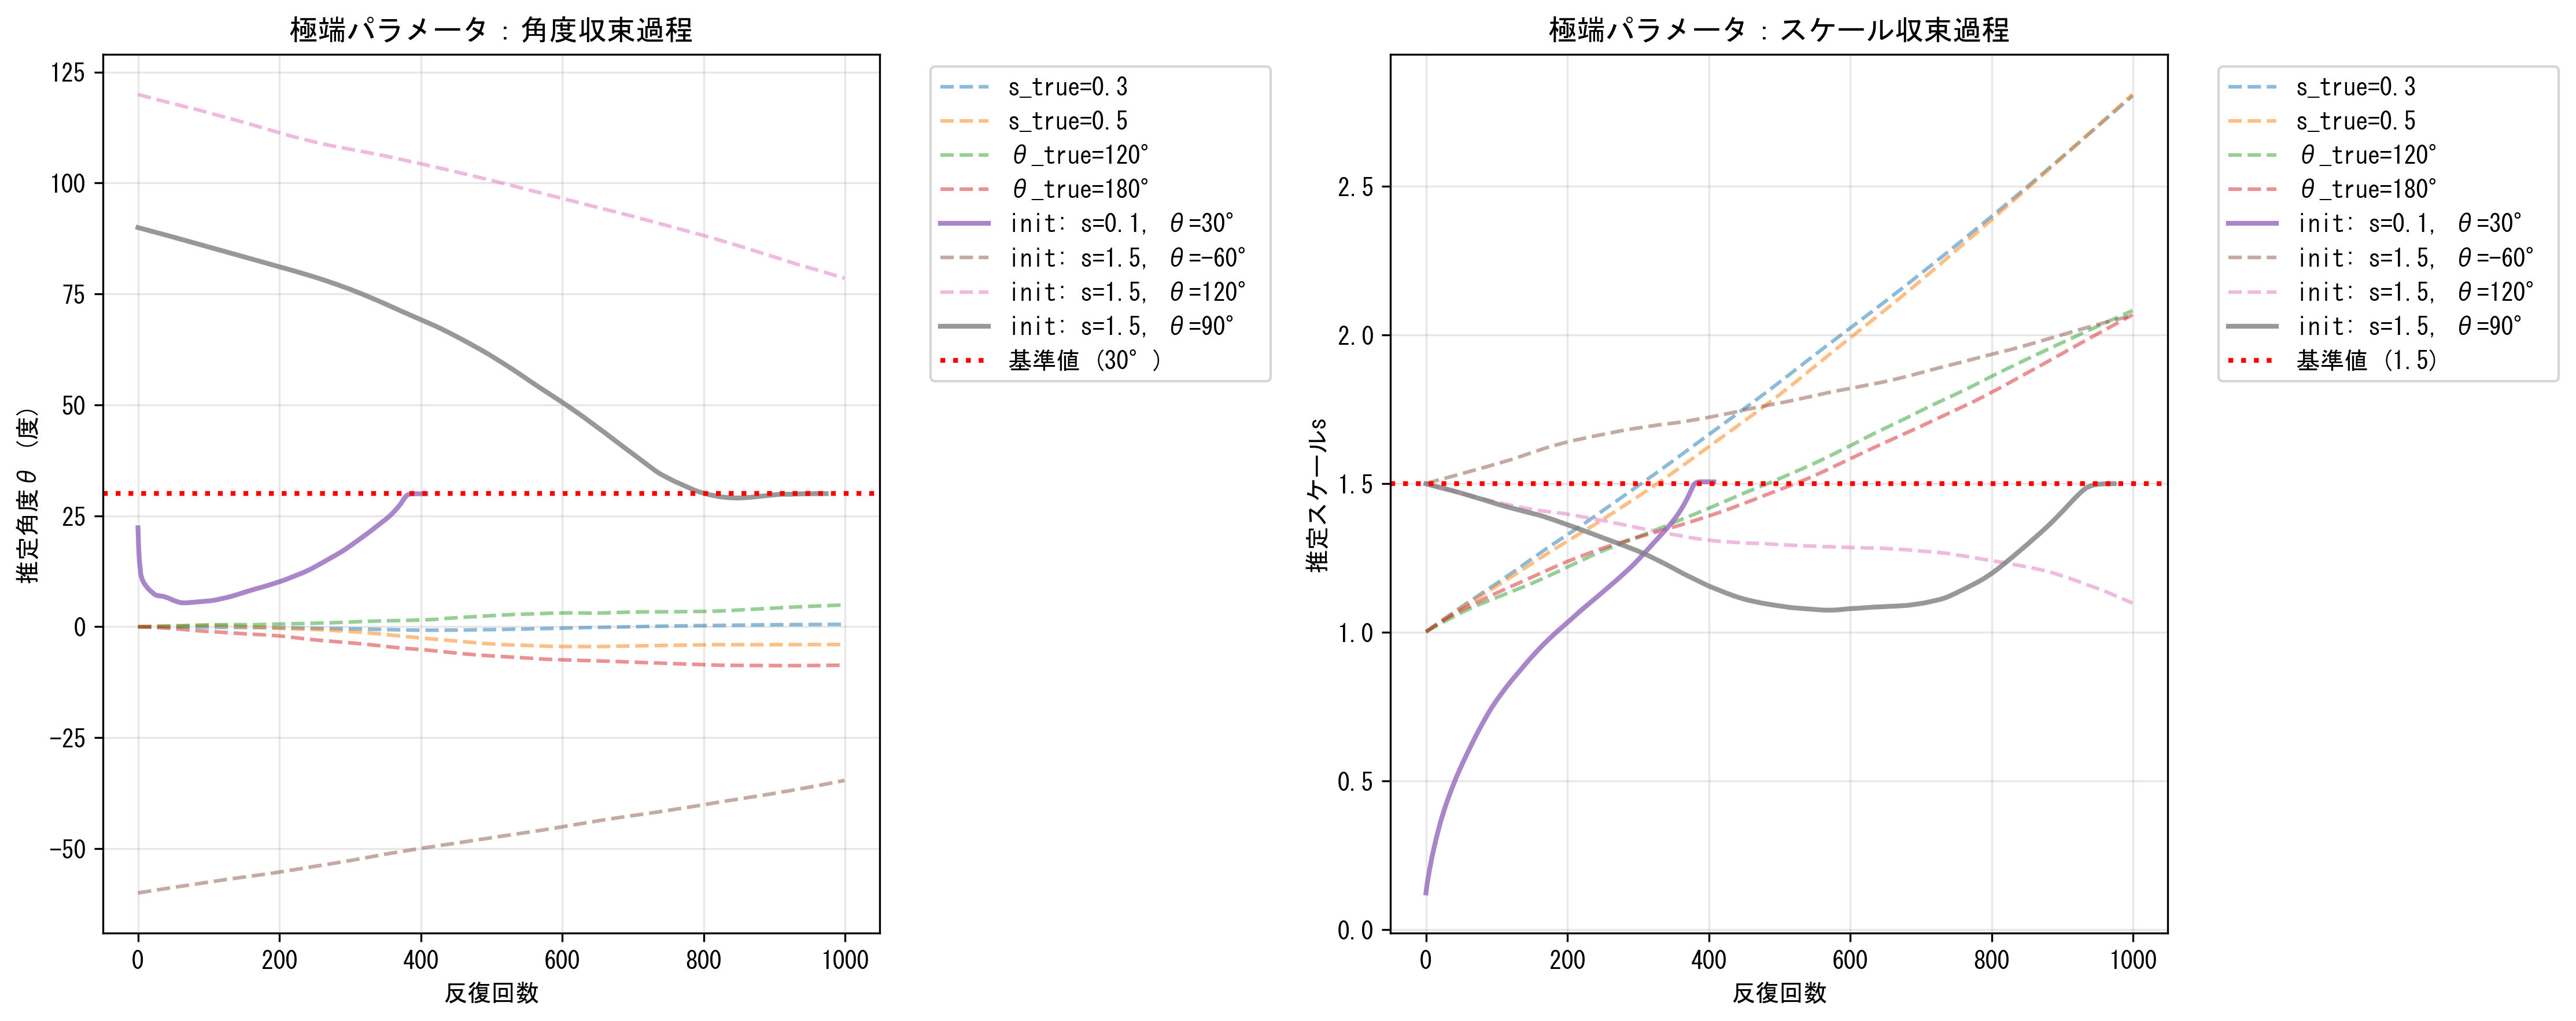 極端パラメータ：角度収束過程
125
100
75
50
25
0
−25
−50
推定角度θ (度)
0 200 400 600 800 1000
反復回数
s_true=0.3
s_true=0.5
θ_true=120°
θ_true=180°
init: s=0.1, θ=30°
init: s=1.5, θ=-60°
init: s=1.5, θ=120°
init: s=1.5, θ=90°
基準値 (30°)
極端パラメータ：スケール収束過程
2.5
2.0
1.5
1.0
0.5
0.0
推定スケールs
0 200 400 600 800 1000
反復回数
s_true=0.3
s_true=0.5
θ_true=120°
θ_true=180°
init: s=0.1, θ=30°
init: s=1.5, θ=-60°
init: s=1.5, θ=120°
init: s=1.5, θ=90°
基準値 (1.5)